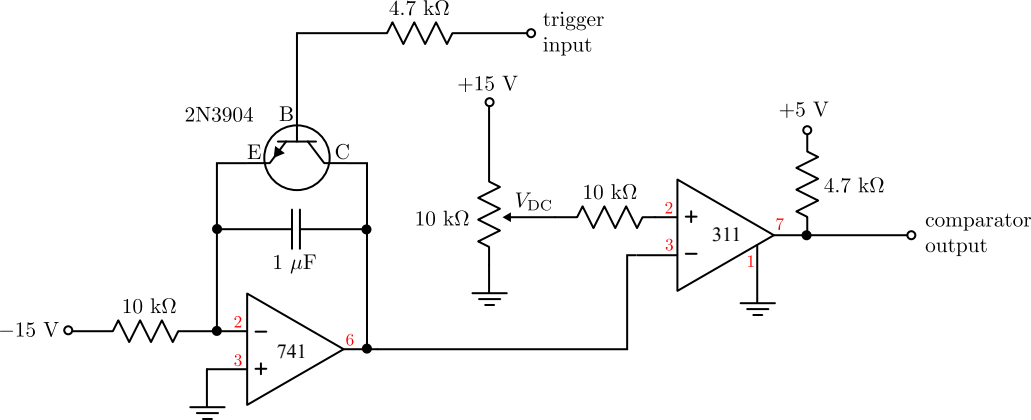 4.7 kΩ
trigger
input
+15 V
2N3904
B
E
C
+5 V
10 kΩ
V_DC
10 kΩ
4.7 kΩ
2
+
311
7
3
−
1
comparator
output
1 μF
10 kΩ
−15 V
2
−
741
6
3
+